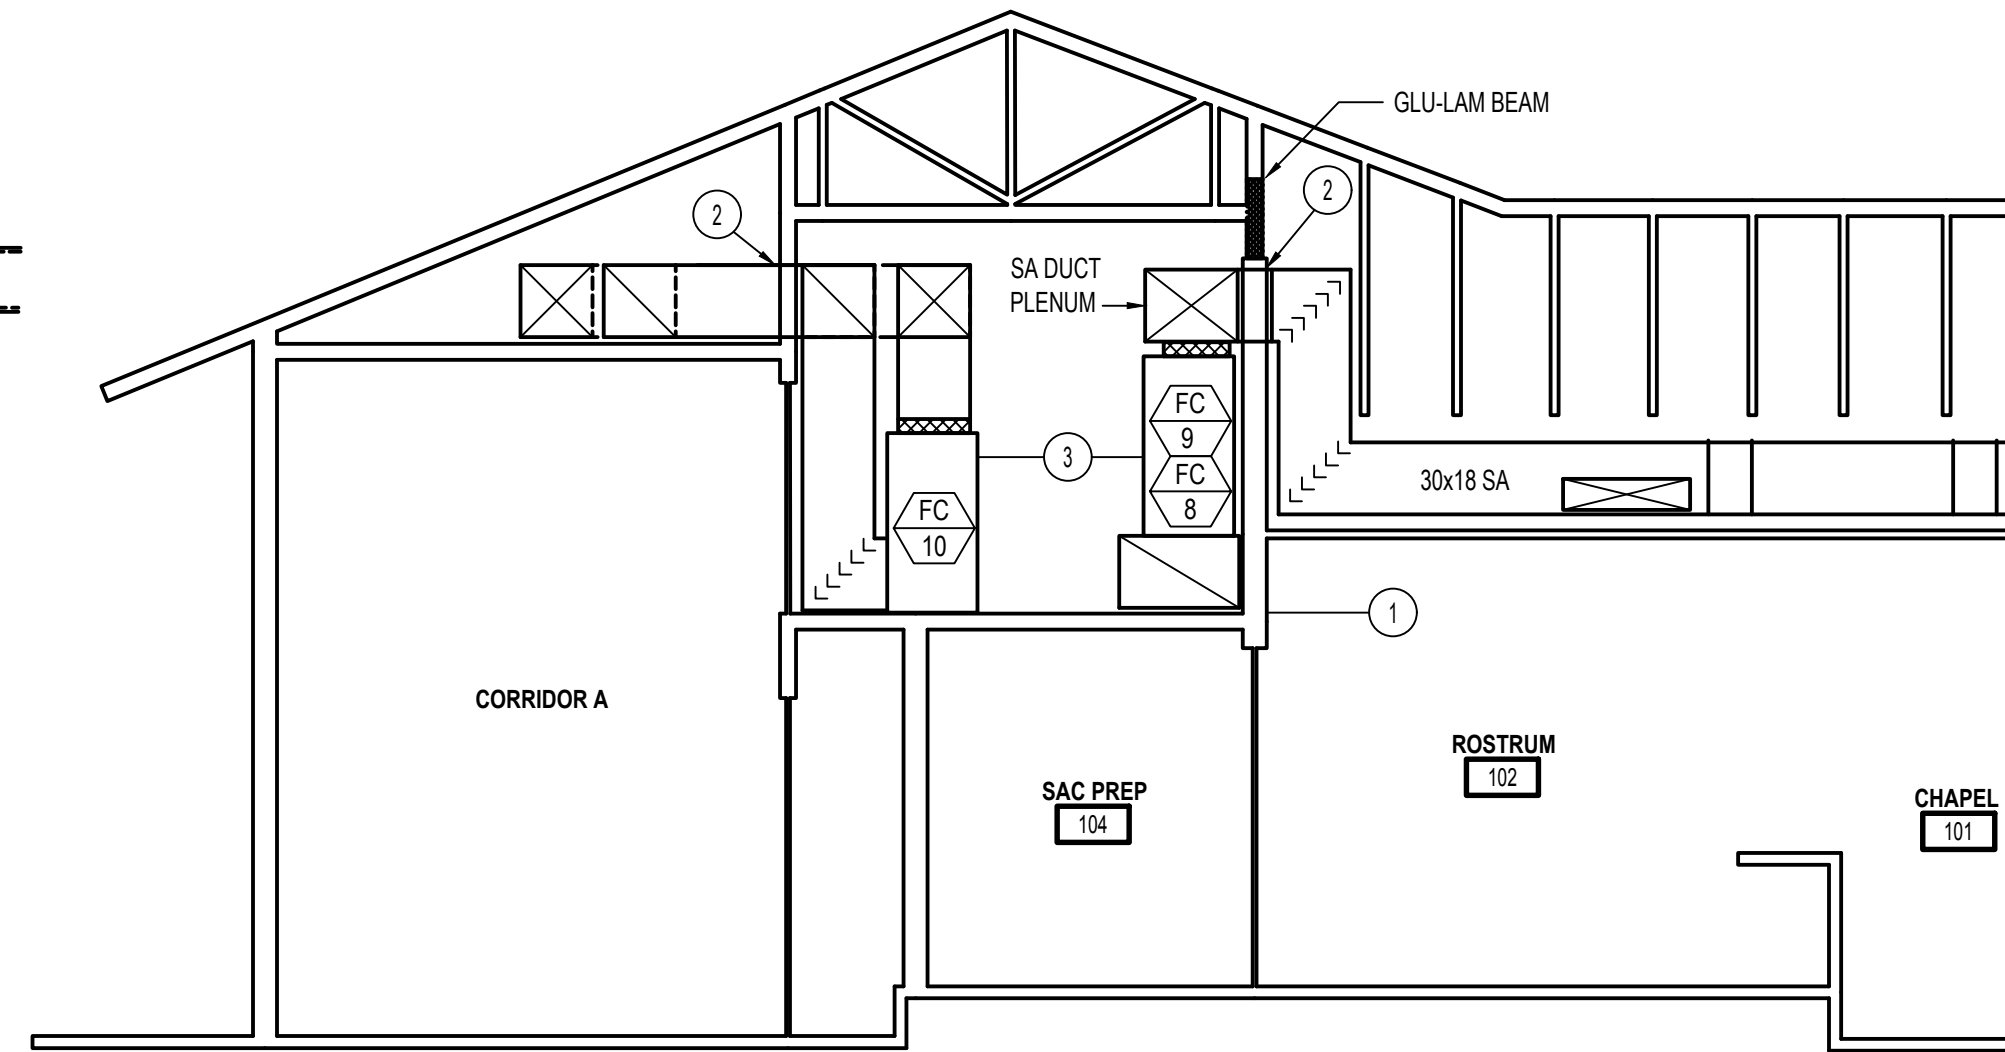 GLU-LAM BEAM
2
2
SA DUCT
PLENUM
FC
9
3
FC
8
30x18 SA
FC
10
1
CORRIDOR A
ROSTRUM
102
SAC PREP
104
CHAPEL
101